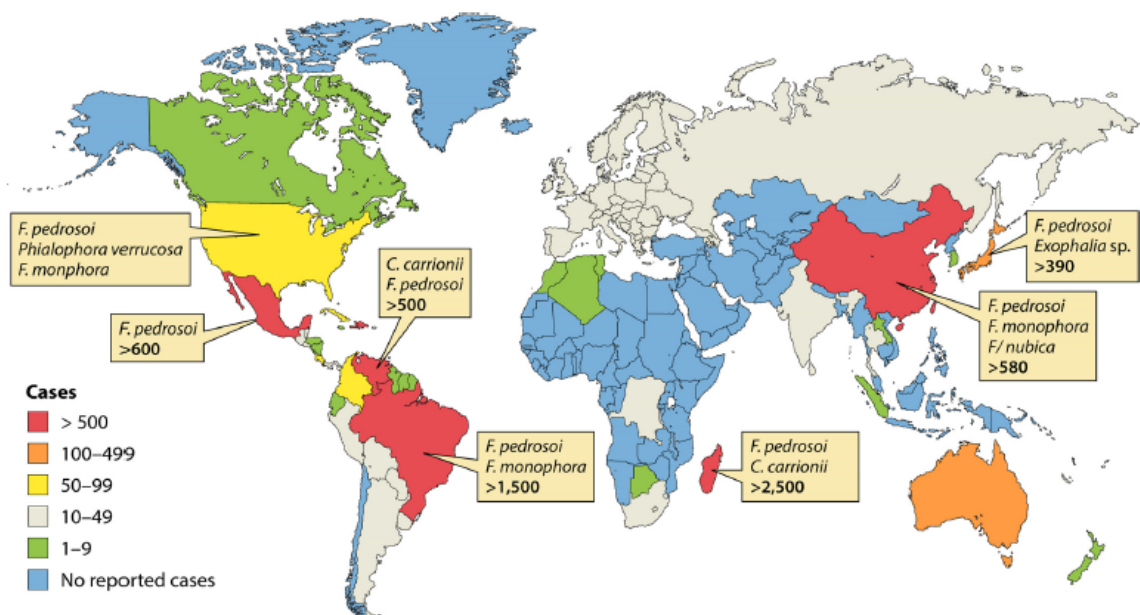 F. pedrosoi
Phialophora verrucosa
F. monphora
F. pedrosoi
>600
C. carrionii
F. pedrosoi
>500
F. pedrosoi
F. monophora
>1,500
F. pedrosoi
C. carrionii
>2,500
F. pedrosoi
Exophalia sp.
>390
F. pedrosoi
F. monophora
F/ nubica
>580
Cases
> 500
100–499
50–99
10–49
1–9
No reported cases